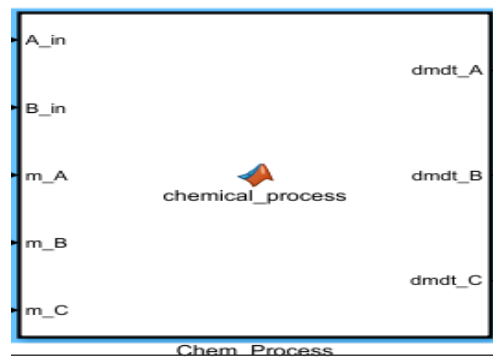 A_in
dmdt_A
B_in
m_A
dmdt_B
chemical_process
m_B
dmdt_C
m_C
Chem_Process